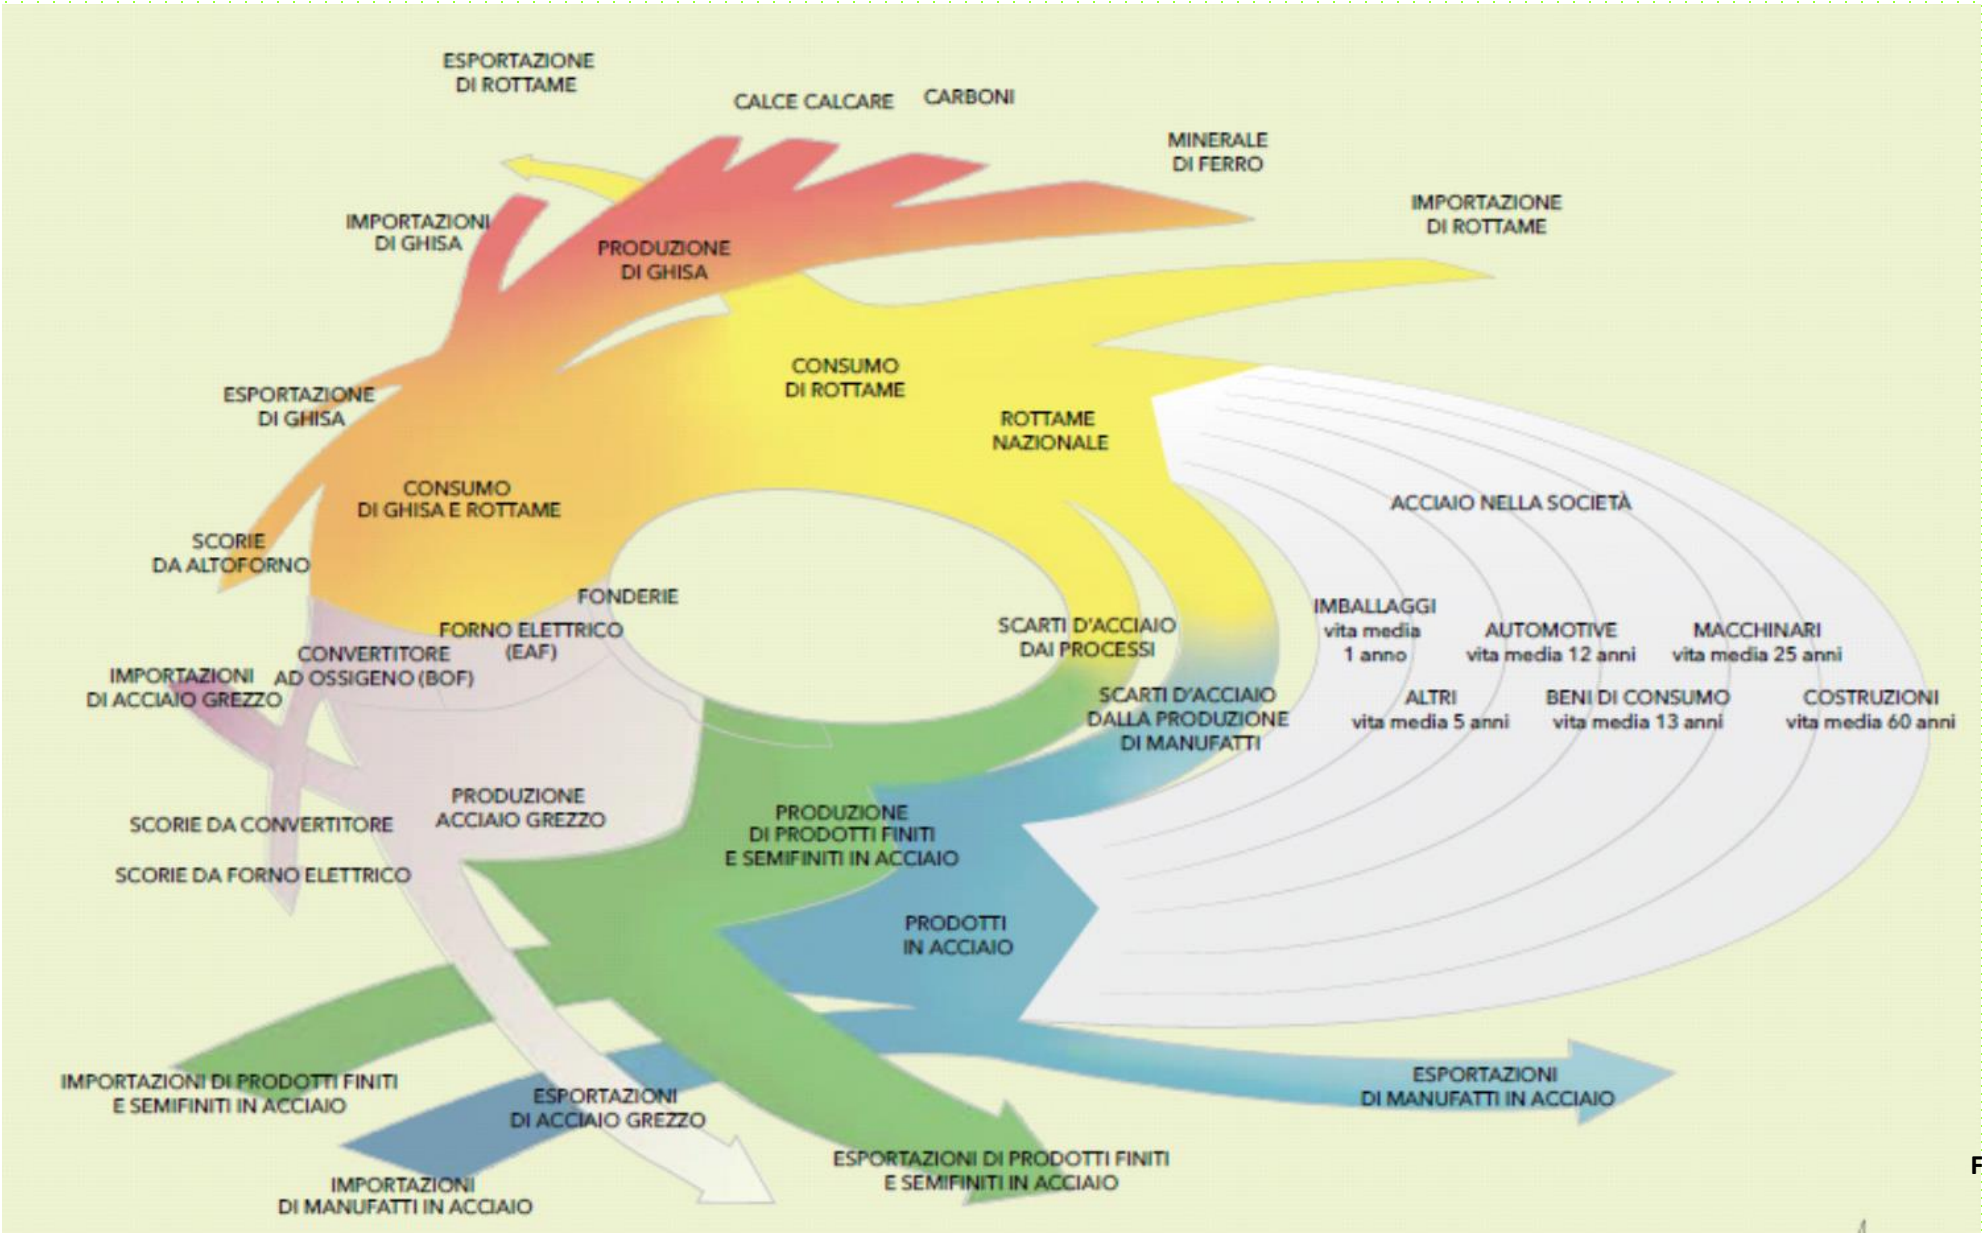 ESPORTAZIONE
DI ROTTAME
CALCE CALCARE
CARBONI
MINERALE
DI FERRO
IMPORTAZIONE
DI ROTTAME
IMPORTAZIONI
DI GHISA
PRODUZIONE
DI GHISA
CONSUMO
DI ROTTAME
ROTTAME
NAZIONALE
ESPORTAZIONE
DI GHISA
CONSUMO
DI GHISA E ROTTAME
ACCIAIO NELLA SOCIETÀ
SCORIE
DA ALTOFORNO
FONDERIE
FORNO ELETTRICO
(EAF)
CONVERTITORE
AD OSSIGENO (BOF)
IMPORTAZIONI
DI ACCIAIO GREZZO
SCARTI D'ACCIAIO
DAI PROCESSI
SCARTI D'ACCIAIO
DALLA PRODUZIONE
DI MANUFATTI
IMBALLAGGI
vita media
1 anno
AUTOMOTIVE
vita media 12 anni
MACCHINARI
vita media 25 anni
ALTRI
vita media 5 anni
BENI DI CONSUMO
vita media 13 anni
COSTRUZIONI
vita media 60 anni
SCORIE DA CONVERTITORE
SCORIE DA FORNO ELETTRICO
PRODUZIONE
ACCIAIO GREZZO
PRODUZIONE
DI PRODOTTI FINITI
E SEMIFINITI IN ACCIAIO
PRODOTTI
IN ACCIAIO
IMPORTAZIONI DI PRODOTTI FINITI
E SEMIFINITI IN ACCIAIO
ESPORTAZIONI
DI ACCIAIO GREZZO
ESPORTAZIONI
DI MANUFATTI IN ACCIAIO
ESPORTAZIONI DI PRODOTTI FINITI
E SEMIFINITI IN ACCIAIO
IMPORTAZIONI
DI MANUFATTI IN ACCIAIO
F